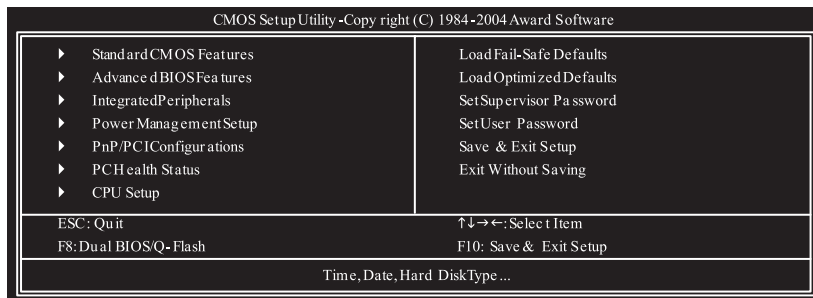 CMOS Setup Utility-Copyright (C) 1984-2004 Award Software
Standard CMOS Features
Advanced BIOS Features
Integrated Peripherals
Power Management Setup
PnP/PCI Configurations
PC Health Status
CPU Setup
Load Fail-Safe Defaults
Load Optimized Defaults
Set Supervisor Password
Set User Password
Save & Exit Setup
Exit Without Saving
ESC: Quit
↑↓→←: Select Item
F8: Dual BIOS/Q-Flash
F10: Save & Exit Setup
Time, Date, Hard Disk Type...